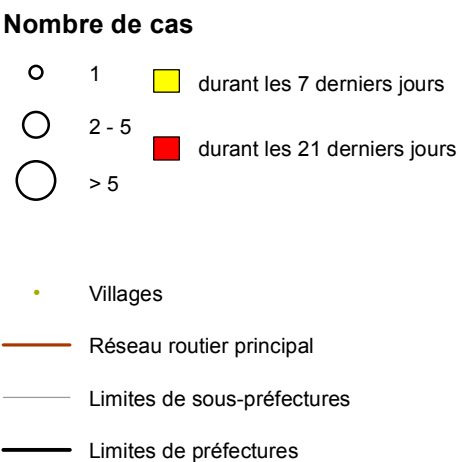 Nombre de cas
1
durant les 7 derniers jours
2 - 5
durant les 21 derniers jours
> 5
Villages
Réseau routier principal
Limites de sous-préfectures
Limites de préfectures